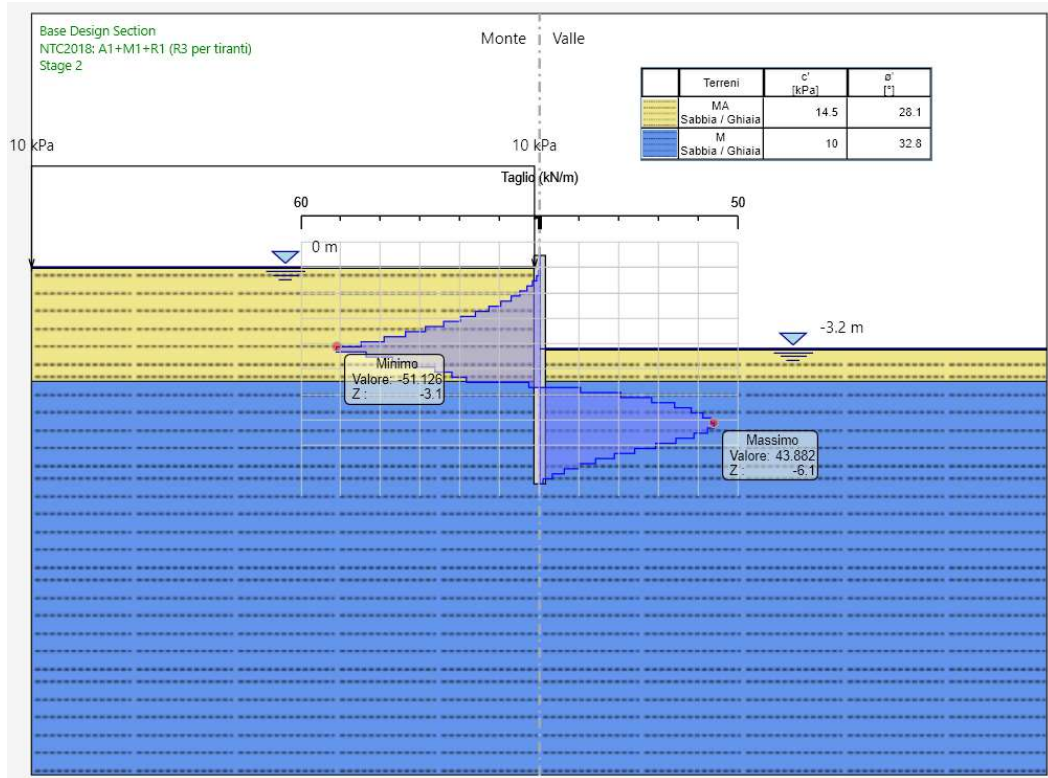 Base Design Section
NTC2018: A1+M1+R1 (R3 per tiranti)
Stage 2
Monte Valle
Terreni c' ø'
[kPa] [°]
MA
Sabbia / Ghiaia 14.5 28.1
M
Sabbia / Ghiaia 10 32.8
10 kPa 10 kPa
Taglio (kN/m)
60 50
0 m
-3.2 m
Minimo
Valore: -51.126
Z : -3.1
Massimo
Valore: 43.882
Z : -6.1